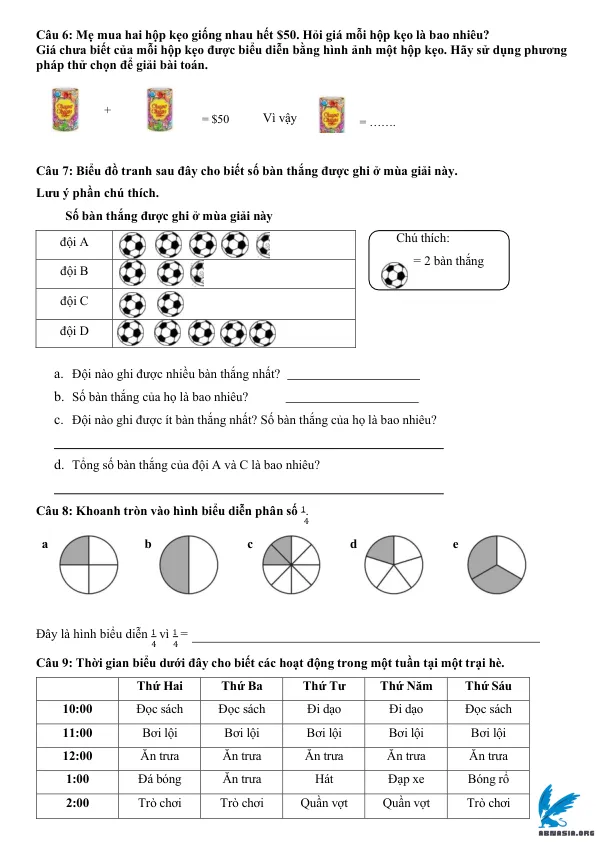 Câu 6: Mẹ mua hai hộp kẹo giống nhau hết $50. Hỏi giá mỗi hộp kẹo là bao nhiêu?
Giá chưa biết của mỗi hộp kẹo được biểu diễn bằng hình ảnh một hộp kẹo. Hãy sử dụng phương
pháp thử chọn để giải bài toán.
+ = $50 Vì vậy = …….
Câu 7: Biểu đồ tranh sau đây cho biết số bàn thắng được ghi ở mùa giải này.
Lưu ý phần chú thích.
Số bàn thắng được ghi ở mùa giải này
đội A
đội B
đội C
đội D
Chú thích:
= 2 bàn thắng
a. Đội nào ghi được nhiều bàn thắng nhất? ____________________
b. Số bàn thắng của họ là bao nhiêu? ____________________
c. Đội nào ghi được ít bàn thắng nhất? Số bàn thắng của họ là bao nhiêu?
d. Tổng số bàn thắng của đội A và C là bao nhiêu?
Câu 8: Khoanh tròn vào hình biểu diễn phân số 1/4.
a b c d e
Đây là hình biểu diễn 1/4 vì 1/4 = ____________________
Câu 9: Thời gian biểu dưới đây cho biết các hoạt động trong một tuần tại một trại hè.
Thứ Hai Thứ Ba Thứ Tư Thứ Năm Thứ Sáu
10:00 Đọc sách Đọc sách Đi dạo Đi dạo Đọc sách
11:00 Bơi lội Bơi lội Bơi lội Bơi lội Bơi lội
12:00 Ăn trưa Ăn trưa Ăn trưa Ăn trưa Ăn trưa
1:00 Đá bóng Ăn trưa Hát Đạp xe Bóng rổ
2:00 Trò chơi Trò chơi Quần vợt Quần vợt Trò chơi
ABNASIA.ORG